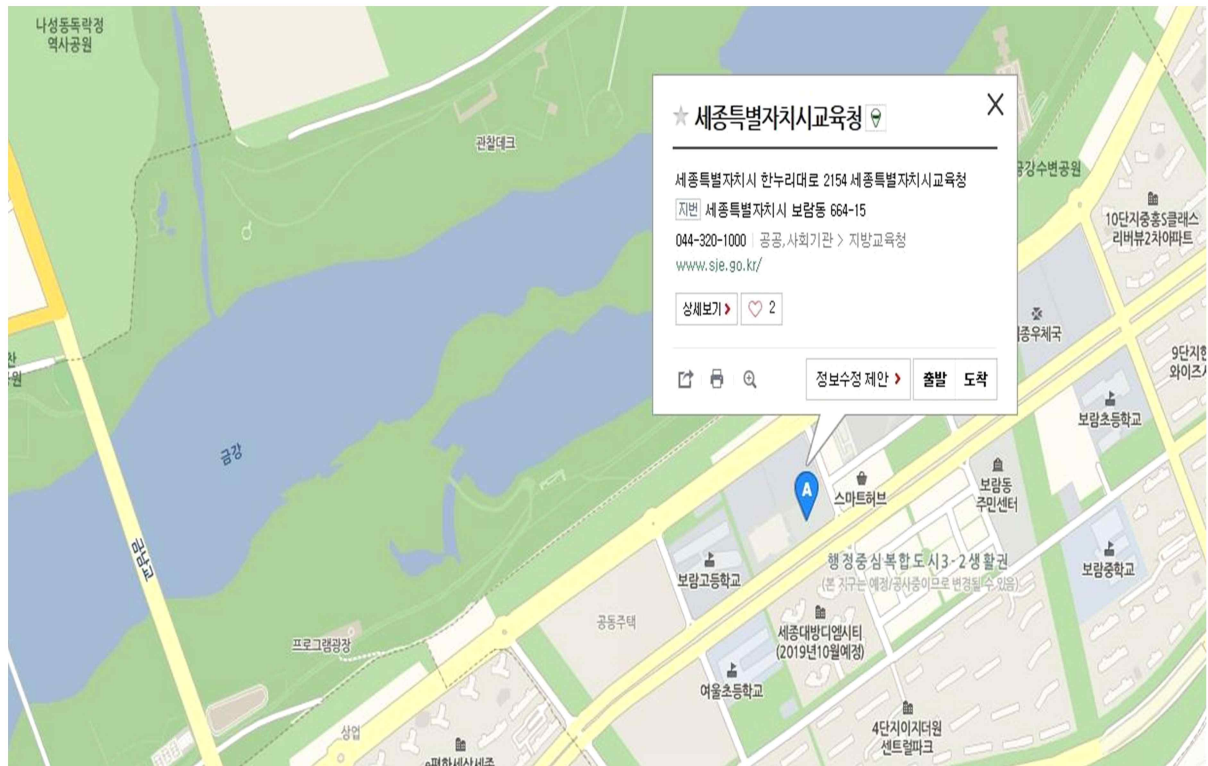 나성동독락정
역사공원
관찰데크
세종특별자치시교육청
세종특별자치시 한누리대로 2154 세종특별자치시교육청
지번 세종특별자치시 보람동 664-15
044-320-1000 공공,사회기관 > 지방교육청
www.sje.go.kr/
상세보기 >
2
정보수정 제안 > 출발 도착
금강수변공원
10단지중흥S클래스
리버뷰2차아파트
종우체국
9단지한
와이즈
보람초등학교
금강
A
스마트허브
보람동
주민센터
금남교
행정중심복합도시3-2생활권
(본 지구는 예정/공사중이므로 변경될 수 있음)
보람고등학교
보람중학교
공동주택
세종대방디엠시티
(2019년10월예정)
프로그램광장
여울초등학교
상업
4단지이지더원
센트럴파크
e편한세상세종